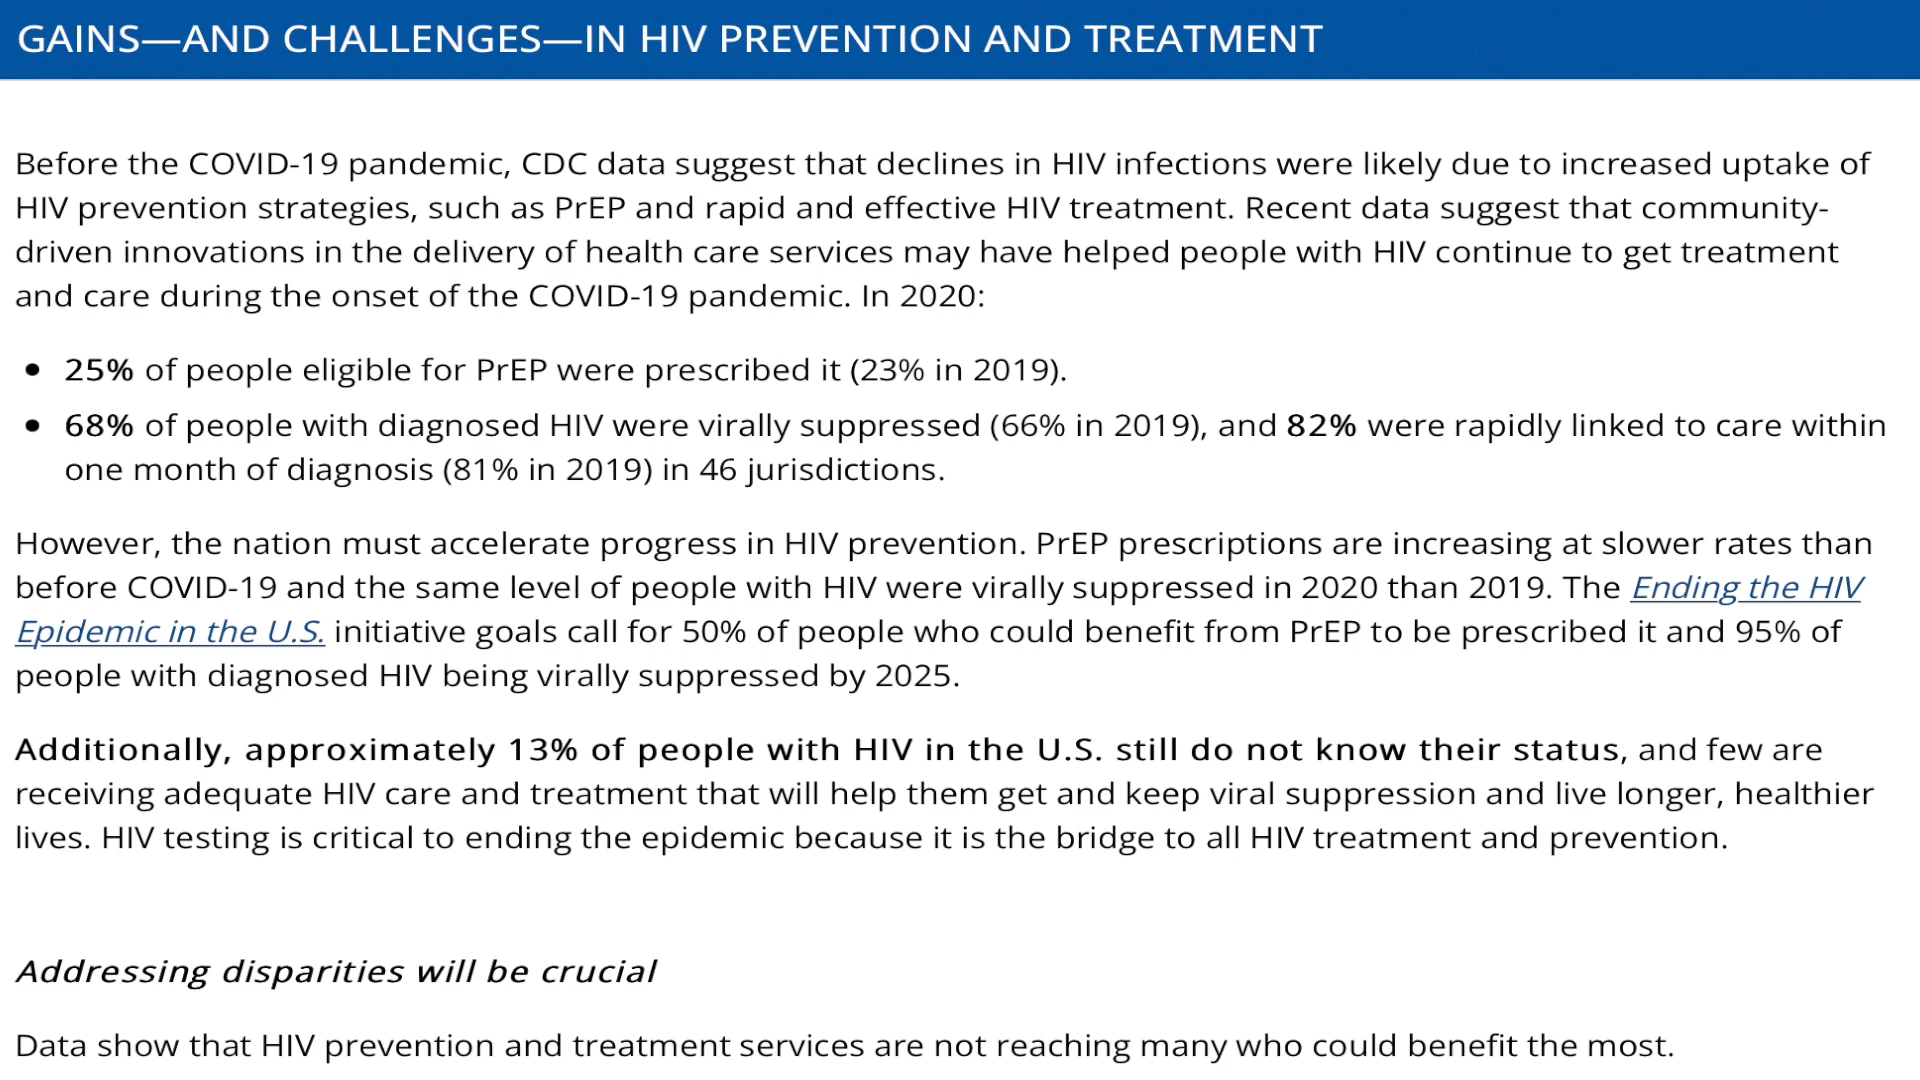 GAINS—AND CHALLENGES—IN HIV PREVENTION AND TREATMENT
Before the COVID-19 pandemic, CDC data suggest that declines in HIV infections were likely due to increased uptake of
HIV prevention strategies, such as PrEP and rapid and effective HIV treatment. Recent data suggest that community-
driven innovations in the delivery of health care services may have helped people with HIV continue to get treatment
and care during the onset of the COVID-19 pandemic. In 2020:
• 25% of people eligible for PrEP were prescribed it (23% in 2019).
• 68% of people with diagnosed HIV were virally suppressed (66% in 2019), and 82% were rapidly linked to care within
one month of diagnosis (81% in 2019) in 46 jurisdictions.
However, the nation must accelerate progress in HIV prevention. PrEP prescriptions are increasing at slower rates than
before COVID-19 and the same level of people with HIV were virally suppressed in 2020 than 2019. The Ending the HIV
Epidemic in the U.S. initiative goals call for 50% of people who could benefit from PrEP to be prescribed it and 95% of
people with diagnosed HIV being virally suppressed by 2025.
Additionally, approximately 13% of people with HIV in the U.S. still do not know their status, and few are
receiving adequate HIV care and treatment that will help them get and keep viral suppression and live longer, healthier
lives. HIV testing is critical to ending the epidemic because it is the bridge to all HIV treatment and prevention.
Addressing disparities will be crucial
Data show that HIV prevention and treatment services are not reaching many who could benefit the most.